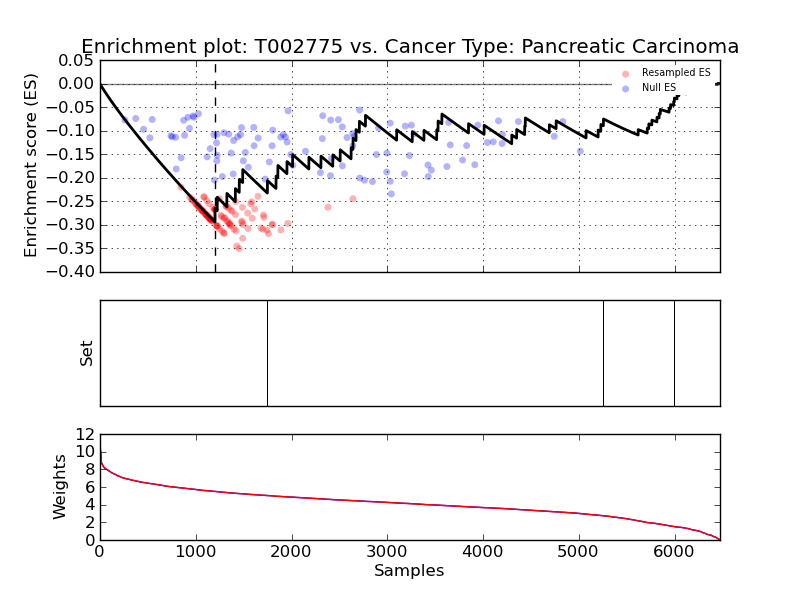 Enrichment plot: T002775 vs. Cancer Type: Pancreatic Carcinoma
Enrichment score (ES)
0.05
0.00
−0.05
−0.10
−0.15
−0.20
−0.25
−0.30
−0.35
−0.40
Resampled ES
Null ES
Set
Weights
12
10
8
6
4
2
0
0 1000 2000 3000 4000 5000 6000
Samples